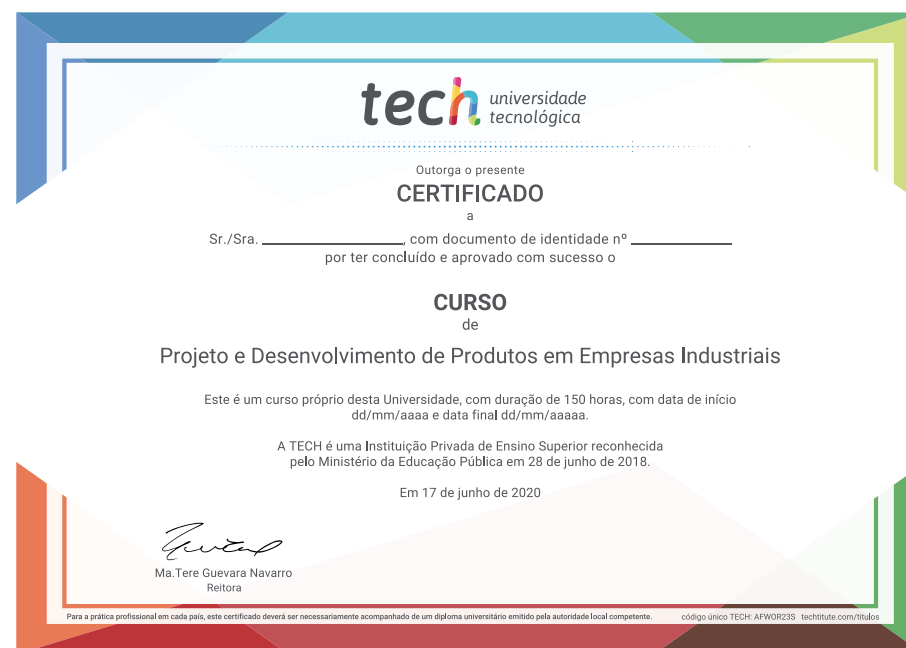 tech universidade
tecnológica
Outorga o presente
CERTIFICADO
a
Sr./Sra. ____________________, com documento de identidade nº ______________
por ter concluído e aprovado com sucesso o
CURSO
de
Projeto e Desenvolvimento de Produtos em Empresas Industriais
Este é um curso próprio desta Universidade, com duração de 150 horas, com data de início
dd/mm/aaaa e data final dd/mm/aaaaa.
A TECH é uma Instituição Privada de Ensino Superior reconhecida
pelo Ministério da Educação Pública em 28 de junho de 2018.
Em 17 de junho de 2020
Ma.Tere Guevara Navarro
Reitora
Para a prática profissional em cada país, este certificado deverá ser necessariamente acompanhado de um diploma universitário emitido pela autoridade local competente. código único TECH: AFWOR23S techtitute.com/titulos